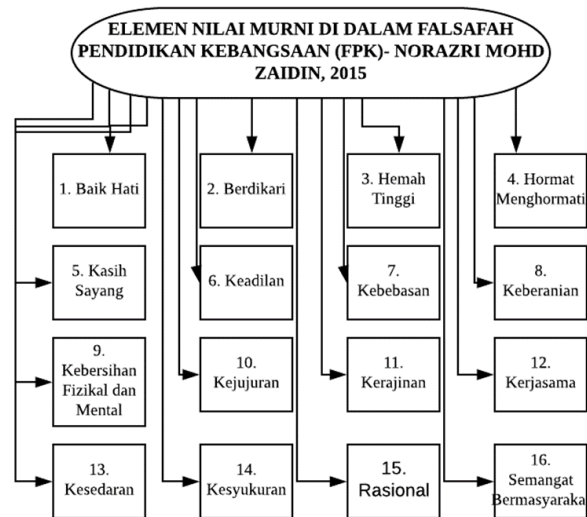 ELEMEN NILAI MURNI DI DALAM FALSAFAH
PENDIDIKAN KEBANGSAAN (FPK)- NORAZRI MOHD
ZAIDIN, 2015
1. Baik Hati
2. Berdikari
3. Hemah
Tinggi
4. Hormat
Menghormati
5. Kasih
Sayang
6. Keadilan
7.
Kebebasan
8.
Keberanian
9.
Kebersihan
Fizikal dan
Mental
10.
Kejujuran
11.
Kerajinan
12.
Kerjasama
13.
Kesedaran
14.
Kesyukuran
15.
Rasional
16.
Semangat
Bermasyaraka